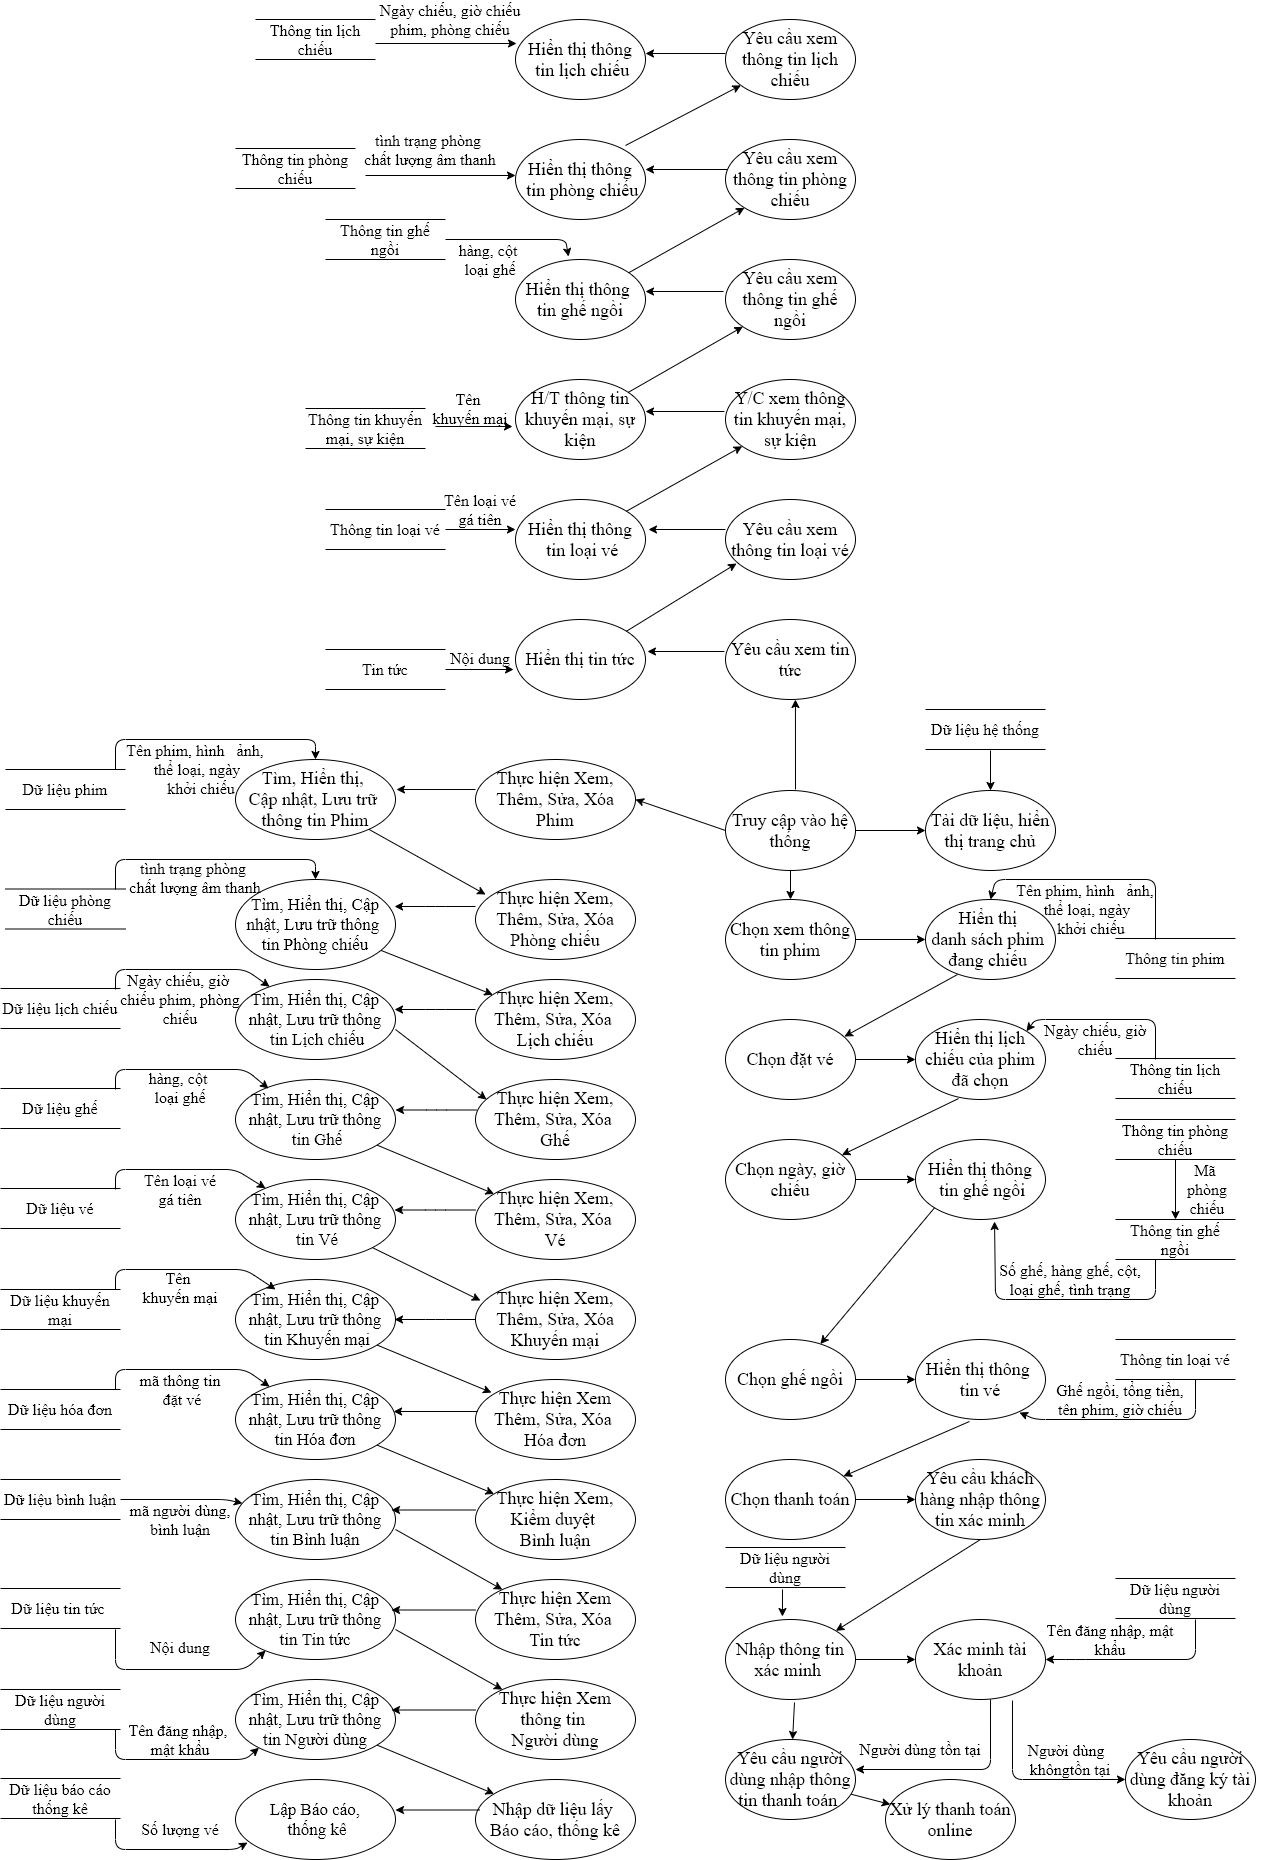 Ngày chiếu, giờ chiếu
phim, phòng chiếu
Thông tin lịch
chiếu
Hiển thị thông
tin lịch chiếu
Yêu cầu xem
thông tin lịch
chiếu
tình trạng phòng
chất lượng âm thanh
Thông tin phòng
chiếu
Hiển thị thông
tin phòng chiếu
Yêu cầu xem
thông tin phòng
chiếu
Thông tin ghế
ngồi
hàng, cột
loại ghế
Hiển thị thông
tin ghế ngồi
Yêu cầu xem
thông tin ghế
ngồi
Thông tin khuyến
mại, sự kiện
Tên
khuyến mại
H/T thông tin
khuyến mại, sự
kiện
Y/C xem thông
tin khuyến mại,
sự kiện
Thông tin loại vé
Tên loại vé
gá tiên
Hiển thị thông
tin loại vé
Yêu cầu xem
thông tin loại vé
Tin tức
Nội dung
Hiển thị tin tức
Yêu cầu xem tin
tức
Dữ liệu hệ thống
Truy cập vào hệ
thống
Tải dữ liệu, hiển
thị trang chủ
Dữ liệu phim
Tên phim, hình ảnh,
thể loại, ngày
khởi chiếu
Tìm, Hiển thị,
Cập nhật, Lưu trữ
thông tin Phim
Thực hiện Xem,
Thêm, Sửa, Xóa
Phim
Dữ liệu phòng
chiếu
tình trạng phòng
chất lượng âm thanh
Tìm, Hiển thị, Cập
nhật, Lưu trữ thông
tin Phòng chiếu
Thực hiện Xem,
Thêm, Sửa, Xóa
Phòng chiếu
Dữ liệu lịch chiếu
Ngày chiếu, giờ
chiếu phim, phòng
chiếu
Tìm, Hiển thị, Cập
nhật, Lưu trữ thông
tin Lịch chiếu
Thực hiện Xem,
Thêm, Sửa, Xóa
Lịch chiếu
Dữ liệu ghế
hàng, cột
loại ghế
Tìm, Hiển thị, Cập
nhật, Lưu trữ thông
tin Ghế
Thực hiện Xem,
Thêm, Sửa, Xóa
Ghế
Dữ liệu vé
Tên loại vé
gá tiên
Tìm, Hiển thị, Cập
nhật, Lưu trữ thông
tin Vé
Thực hiện Xem,
Thêm, Sửa, Xóa
Vé
Dữ liệu khuyến
mại
Tên
khuyến mại
Tìm, Hiển thị, Cập
nhật, Lưu trữ thông
tin Khuyến mại
Thực hiện Xem,
Thêm, Sửa, Xóa
Khuyến mại
Dữ liệu hóa đơn
mã thông tin
đặt vé
Tìm, Hiển thị, Cập
nhật, Lưu trữ thông
tin Hóa đơn
Thực hiện Xem
Thêm, Sửa, Xóa
Hóa đơn
Dữ liệu bình luận
mã người dùng,
bình luận
Tìm, Hiển thị, Cập
nhật, Lưu trữ thông
tin Bình luận
Thực hiện Xem,
Kiểm duyệt
Bình luận
Dữ liệu tin tức
Nội dung
Tìm, Hiển thị, Cập
nhật, Lưu trữ thông
tin Tin tức
Thực hiện Xem
Thêm, Sửa, Xóa
Tin tức
Dữ liệu người
dùng
Tên đăng nhập,
mật khẩu
Tìm, Hiển thị, Cập
nhật, Lưu trữ thông
tin Người dùng
Thực hiện Xem
thông tin
Người dùng
Dữ liệu báo cáo
thống kê
Số lượng vé
Lập Báo cáo,
thống kê
Nhập dữ liệu lấy
Báo cáo, thống kê
Chọn xem thông
tin phim
Hiển thị
danh sách phim
đang chiếu
Tên phim, hình ảnh,
thể loại, ngày
khởi chiếu
Thông tin phim
Chọn đặt vé
Hiển thị lịch
chiếu của phim
đã chọn
Ngày chiếu, giờ
chiếu
Thông tin lịch
chiếu
Chọn ngày, giờ
chiếu
Hiển thị thông
tin ghế ngồi
Thông tin phòng
chiếu
Mã
phòng
chiếu
Thông tin ghế
ngồi
Số ghế, hàng ghế, cột,
loại ghế, tình trạng
Chọn ghế ngồi
Hiển thị thông
tin vé
Thông tin loại vé
Ghế ngồi, tổng tiền,
tên phim, giờ chiếu
Chọn thanh toán
Yêu cầu khách
hàng nhập thông
tin xác minh
Dữ liệu người
dùng
Nhập thông tin
xác minh
Xác minh tài
khoản
Dữ liệu người
dùng
Tên đăng nhập, mật
khẩu
Người dùng tồn tại
Người dùng
khôngtồn tại
Yêu cầu người
dùng nhập thông
tin thanh toán
Yêu cầu người
dùng đăng ký tài
khoản
Xử lý thanh toán
online